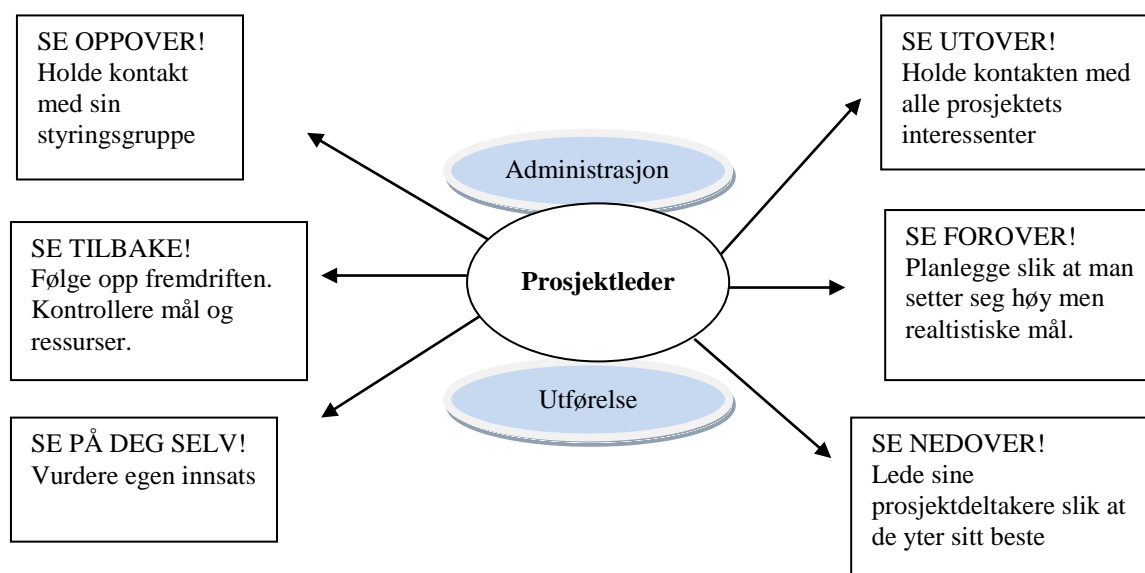 SE OPPOVER!
Holde kontakt
med sin
styringsgruppe
SE UTOVER!
Holde kontakten med
alle prosjektets
interessenter
Administrasjon
SE TILBAKE!
Følge opp fremdriften.
Kontrollere mål og
ressurser.
Prosjektleder
SE FOROVER!
Planlegge slik at man
setter seg høy men
realtistiske mål.
Utførelse
SE PÅ DEG SELV!
Vurdere egen innsats
SE NEDOVER!
Lede sine
prosjektdeltakere slik at
de yter sitt beste